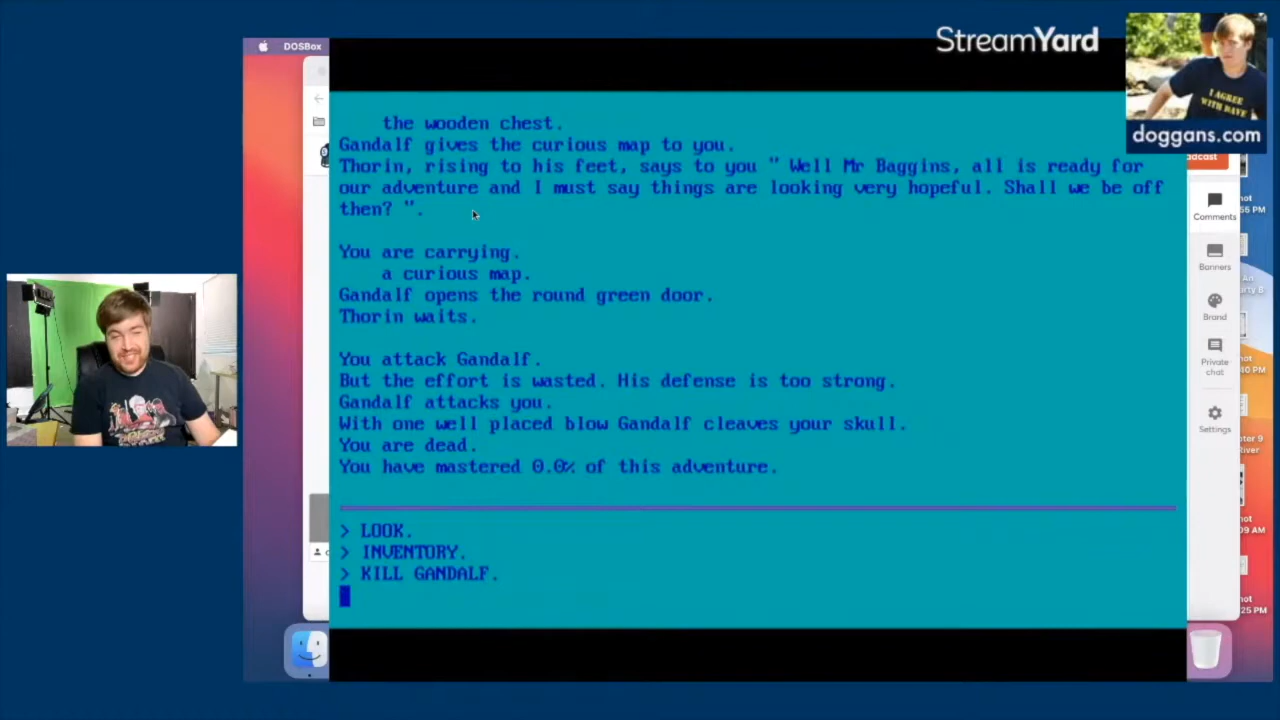 StreamYard
I AGREE
WITH DAVE
doggans.com
DOSBox
the wooden chest.
Gandalf gives the curious map to you.
Thorin, rising to his feet, says to you " Well Mr Baggins, all is ready for
our adventure and I must say things are looking very hopeful. Shall we be off
then? ".
You are carrying.
a curious map.
Gandalf opens the round green door.
Thorin waits.
You attack Gandalf.
But the effort is wasted. His defense is too strong.
Gandalf attacks you.
With one well placed blow Gandalf cleaves your skull.
You are dead.
You have mastered 0.0% of this adventure.
> LOOK.
> INVENTORY.
> KILL GANDALF.
Comments
Banners
Brand
Private
chat
Settings